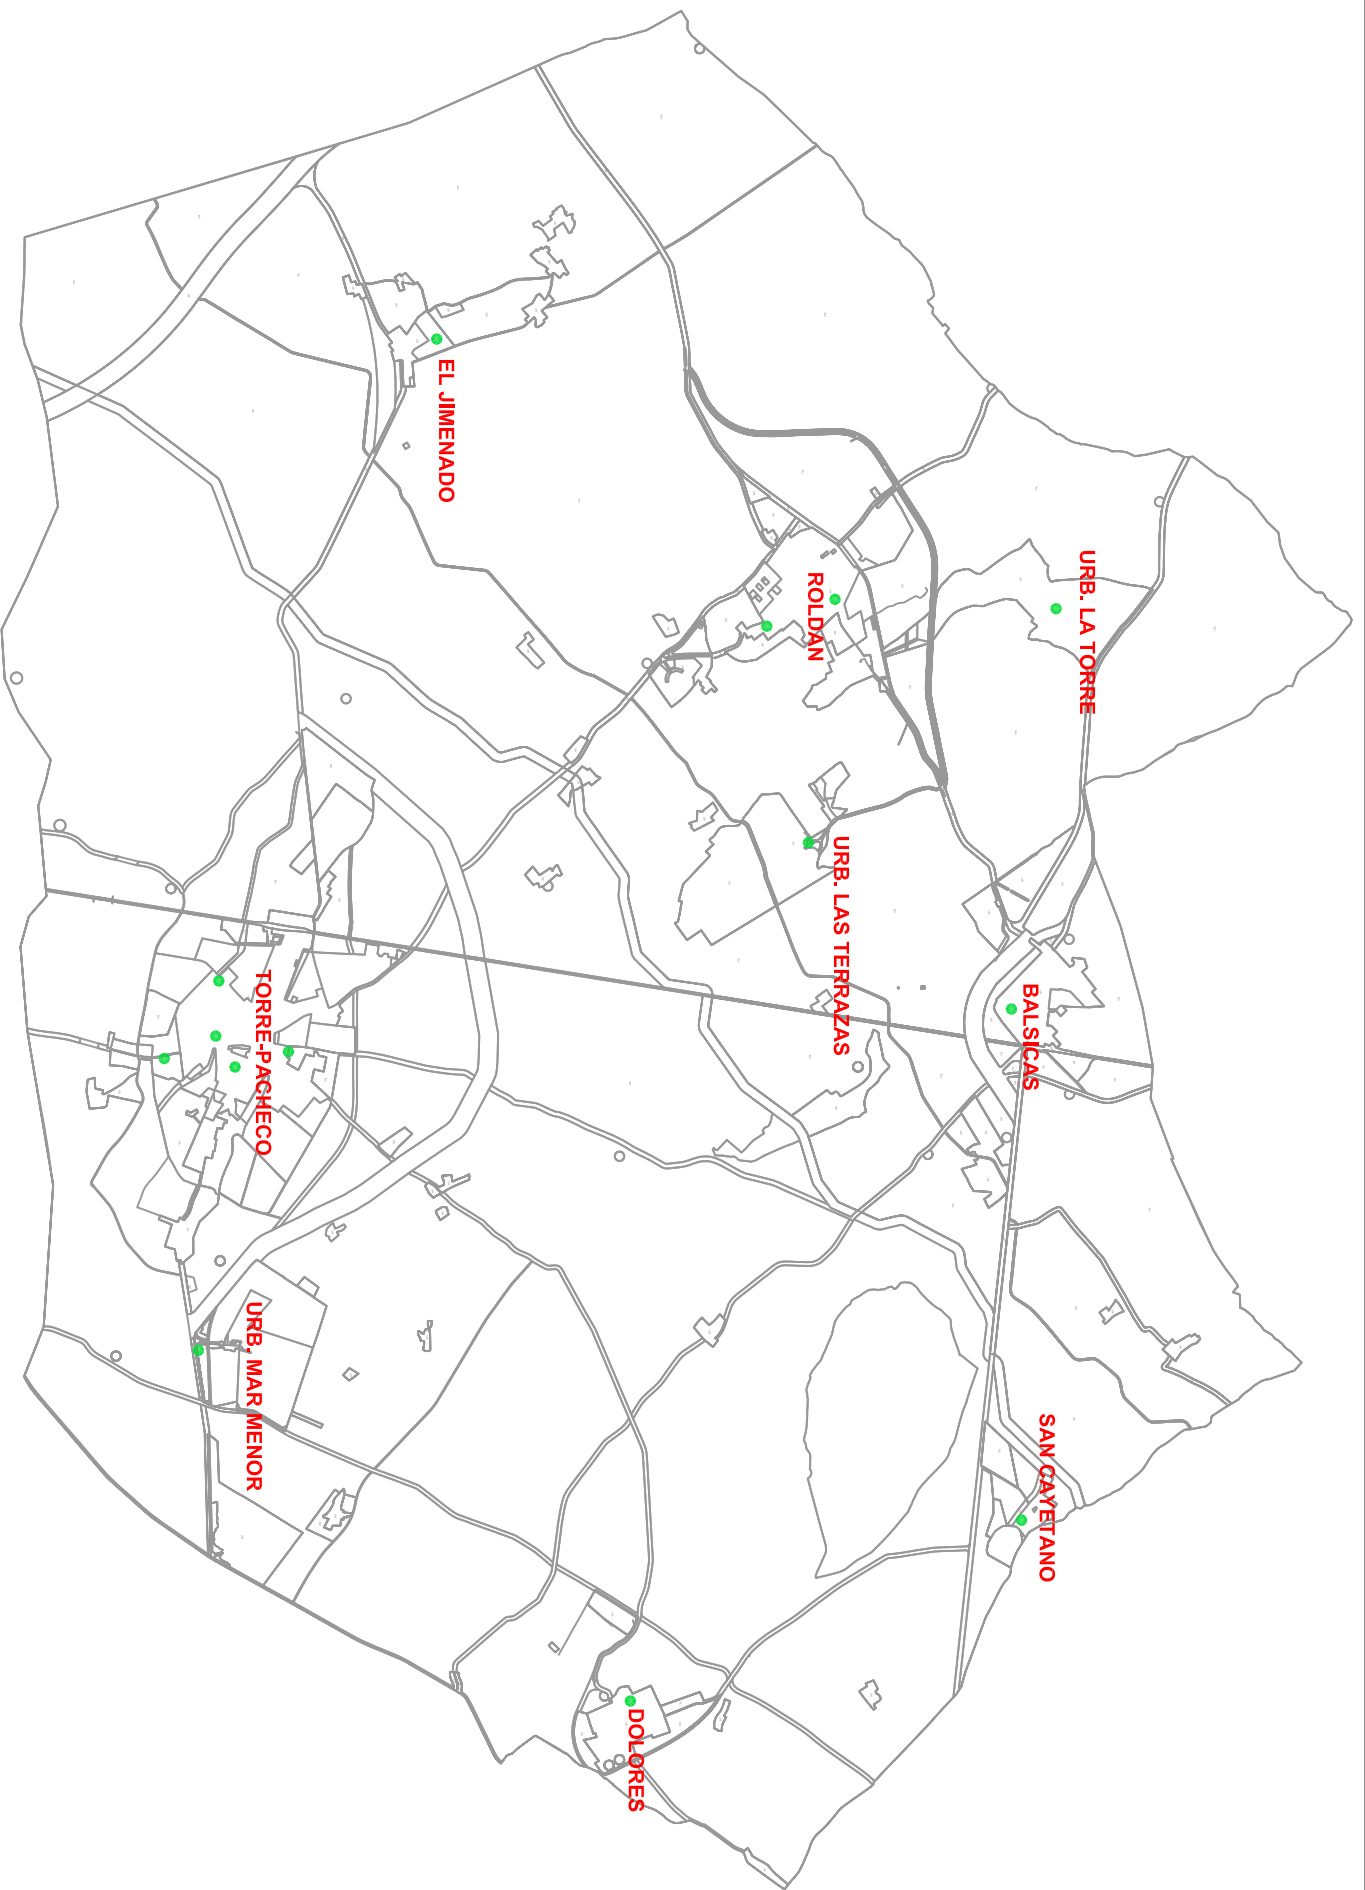 URB. LA TORRE
SAN CAYETANO
BALSICAS
URB. LAS TERRAZAS
ROLDAN
DOLORES
EL JIMENADO
TORRE-PACHECO
URB. MAR MENOR